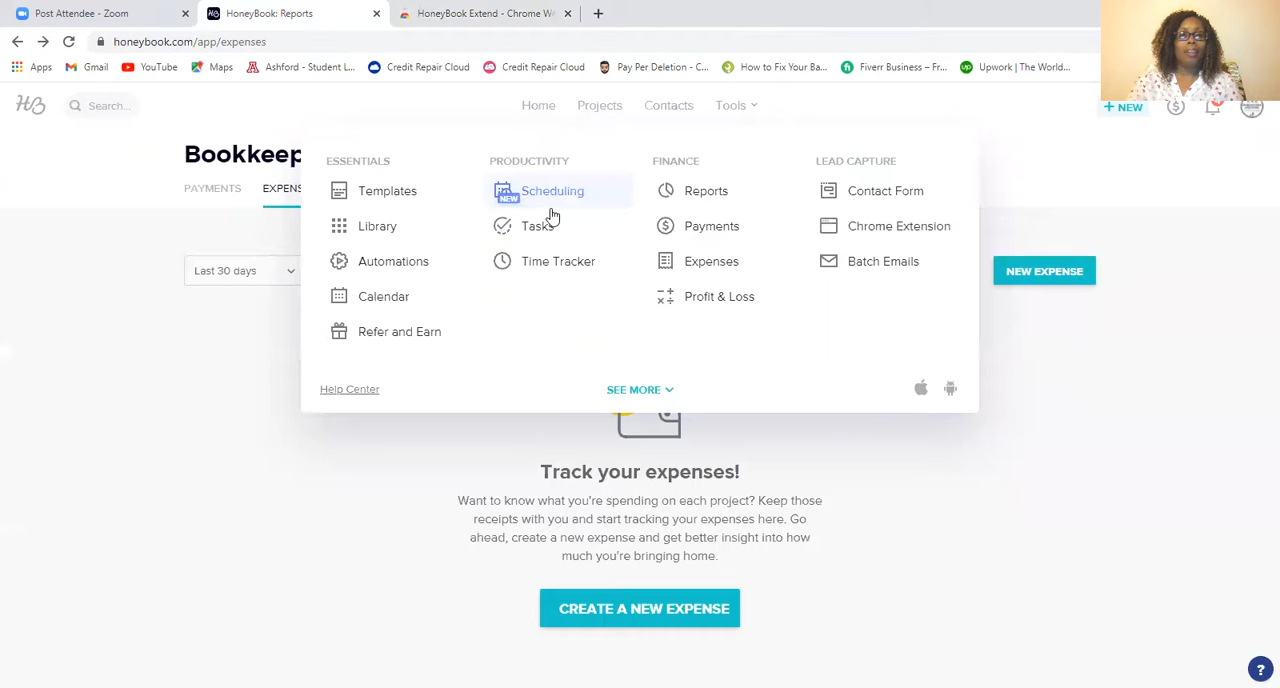 Post Attendee - Zoom
HoneyBook: Reports
HoneyBook Extend - Chrome We
honeybook.com/app/expenses
Apps
Gmail
YouTube
Maps
Ashford - Student L...
Credit Repair Cloud
Credit Repair Cloud
Pay Per Deletion - C...
How to Fix Your Ba...
Fiverr Business – Fr...
Upwork | The World...
HB
Search...
Home
Projects
Contacts
Tools
+ NEW
Bookkeep
PAYMENTS
EXPENS
Last 30 days
ESSENTIALS
Templates
Library
Automations
Calendar
Refer and Earn
PRODUCTIVITY
Scheduling
NEW
Tasks
Time Tracker
FINANCE
Reports
Payments
Expenses
Profit & Loss
LEAD CAPTURE
Contact Form
Chrome Extension
Batch Emails
Help Center
SEE MORE
NEW EXPENSE
Track your expenses!
Want to know what you're spending on each project? Keep those
receipts with you and start tracking your expenses here. Go
ahead, create a new expense and get better insight into how
much you're bringing home.
CREATE A NEW EXPENSE